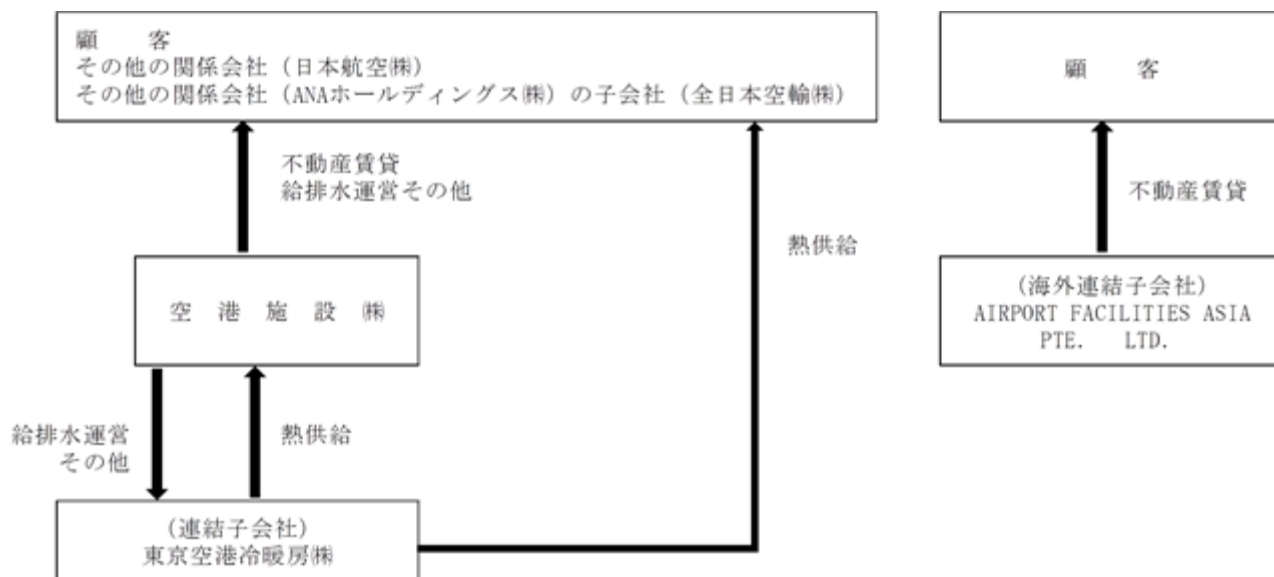 顧　客
その他の関係会社（日本航空㈱）
その他の関係会社（ANAホールディングス㈱）の子会社（全日本空輸㈱）
顧　客
不動産賃貸
給排水運営その他
不動産賃貸
熱供給
空 港 施 設 ㈱
（海外連結子会社）
AIRPORT FACILITIES ASIA
PTE. LTD.
給排水運営
その他
熱供給
（連結子会社）
東京空港冷暖房㈱